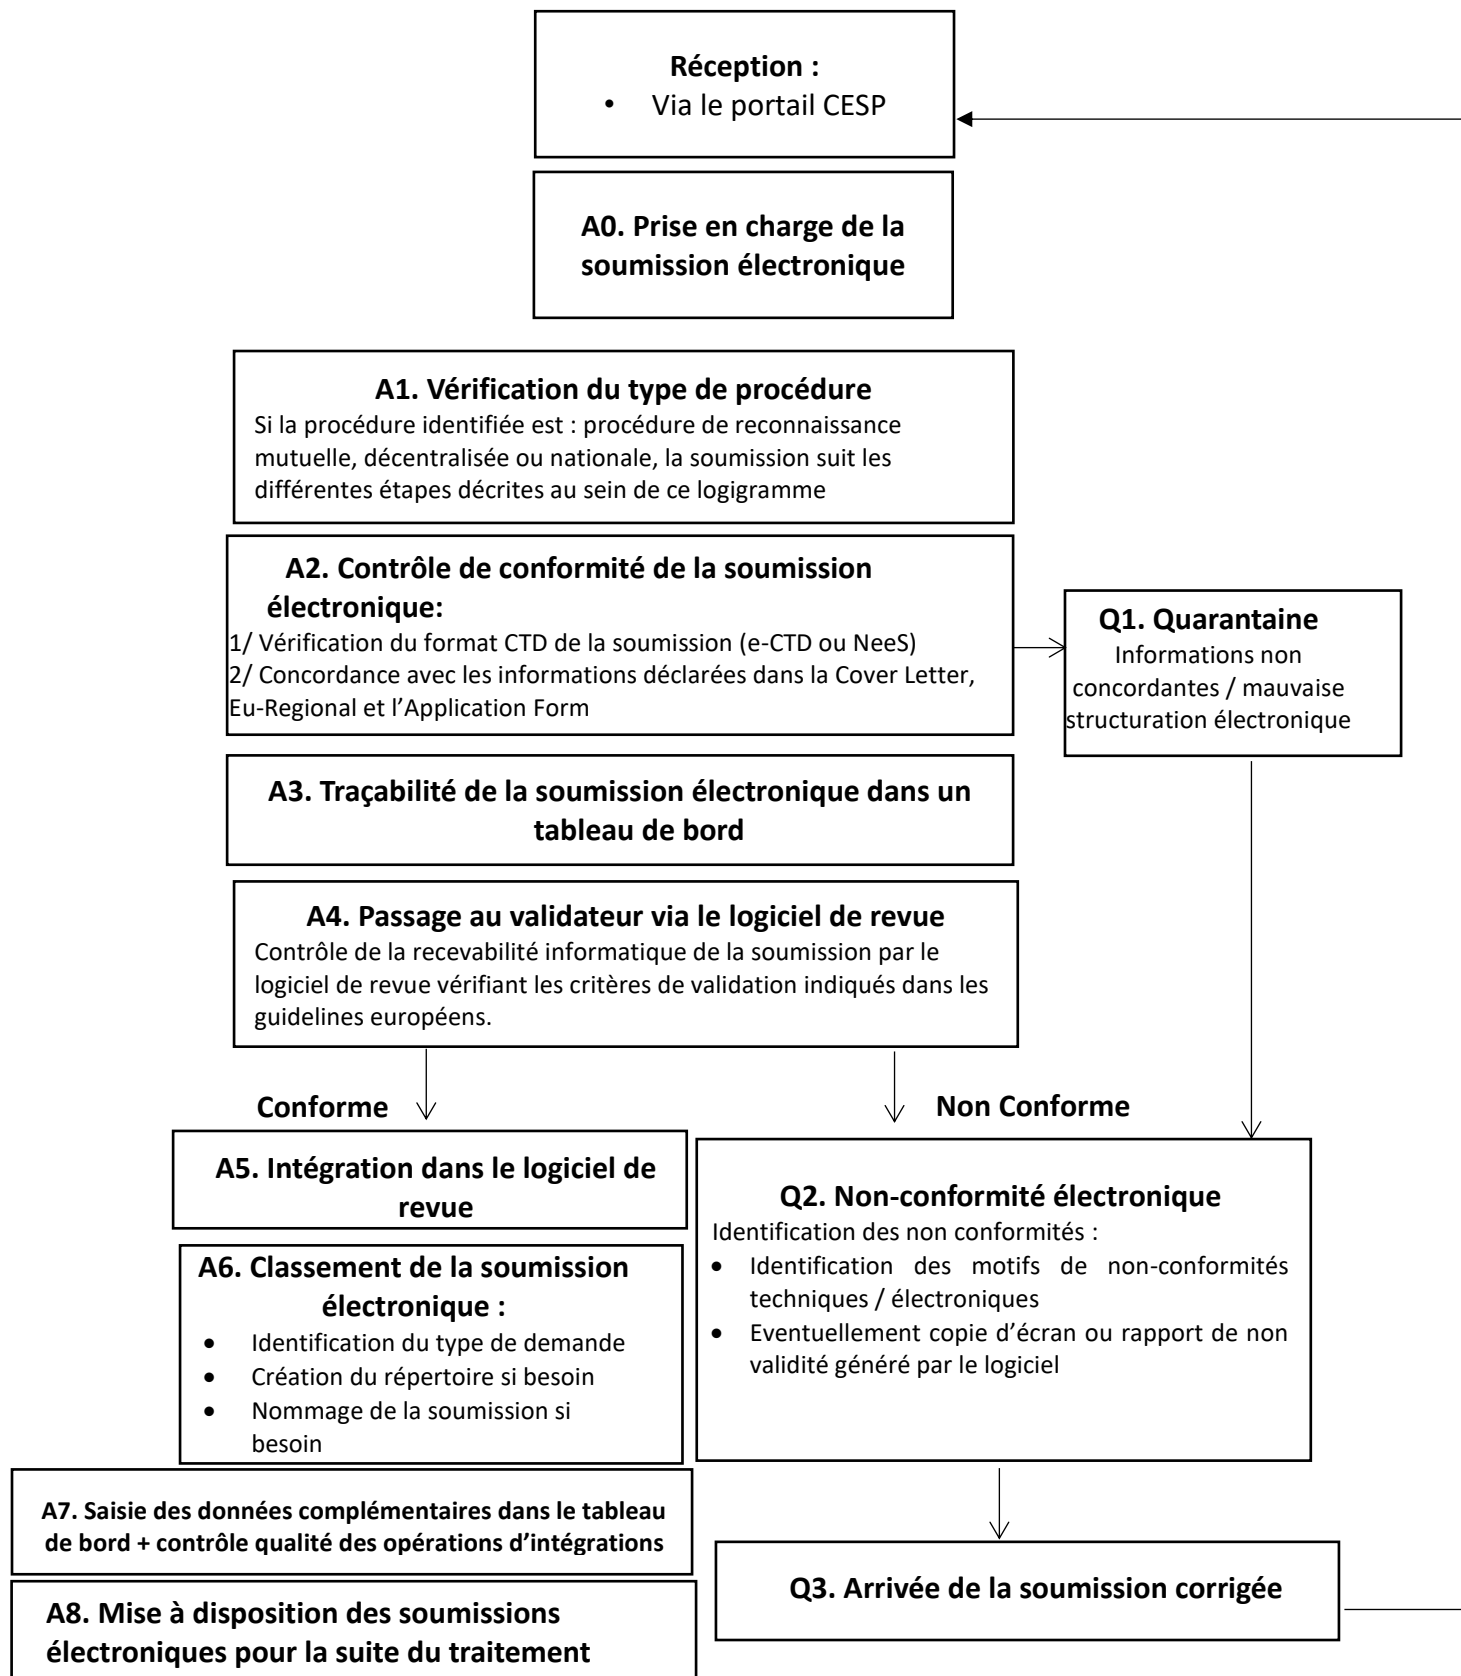 Réception :
• Via le portail CESP
A0. Prise en charge de la
soumission électronique
A1. Vérification du type de procédure
Si la procédure identifiée est : procédure de reconnaissance
mutuelle, décentralisée ou nationale, la soumission suit les
différentes étapes décrites au sein de ce logigramme
A2. Contrôle de conformité de la soumission
électronique:
1/ Vérification du format CTD de la soumission (e-CTD ou NeeS)
2/ Concordance avec les informations déclarées dans la Cover Letter,
Eu-Regional et l’Application Form
Q1. Quarantaine
Informations non
concordantes / mauvaise
structuration électronique
A3. Traçabilité de la soumission électronique dans un
tableau de bord
A4. Passage au validateur via le logiciel de revue
Contrôle de la recevabilité informatique de la soumission par le
logiciel de revue vérifiant les critères de validation indiqués dans les
guidelines européens.
Conforme
Non Conforme
A5. Intégration dans le logiciel de
revue
A6. Classement de la soumission
électronique :
• Identification du type de demande
• Création du répertoire si besoin
• Nommage de la soumission si
besoin
Q2. Non-conformité électronique
Identification des non conformités :
• Identification des motifs de non-conformités
techniques / électroniques
• Eventuellement copie d’écran ou rapport de non
validité généré par le logiciel
A7. Saisie des données complémentaires dans le tableau
de bord + contrôle qualité des opérations d’intégrations
Q3. Arrivée de la soumission corrigée
A8. Mise à disposition des soumissions
électroniques pour la suite du traitement